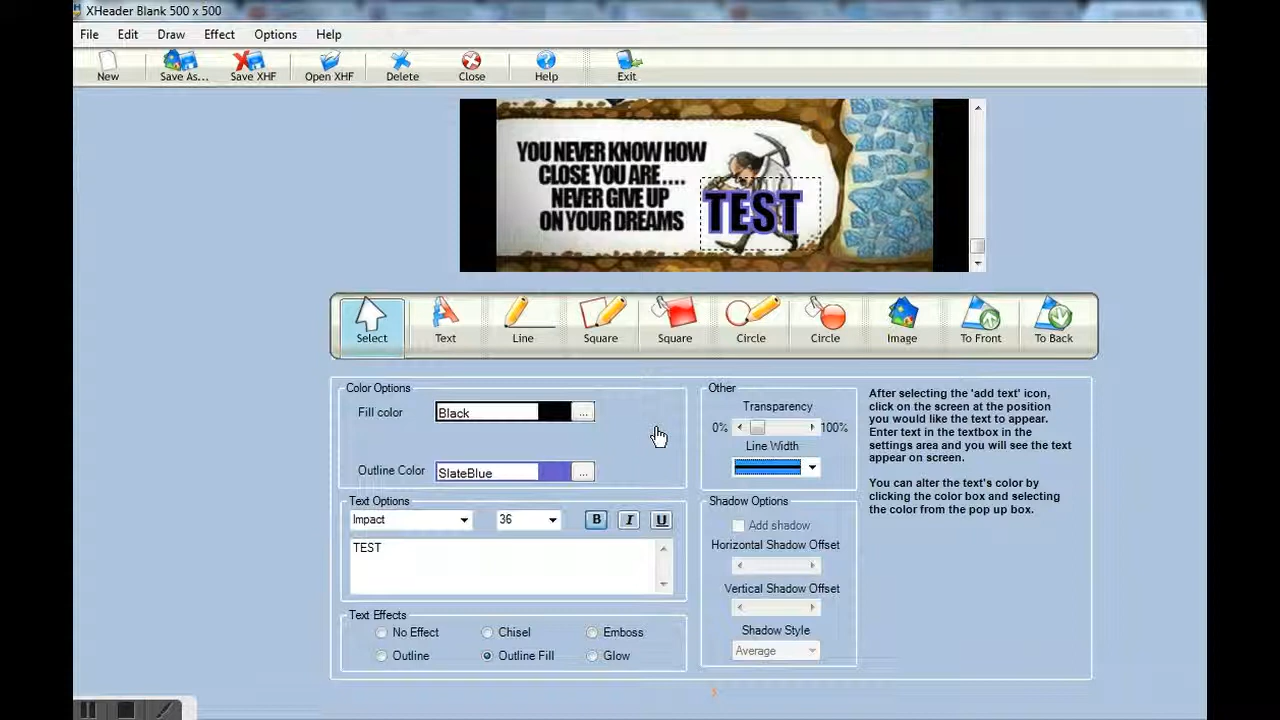 XHeader Blank 500 x 500
File Edit Draw Effect Options Help
New Save As... Save XHF Open XHF Delete Close Help Exit
YOU NEVER KNOW HOW
CLOSE YOU ARE....
NEVER GIVE UP
ON YOUR DREAMS
TEST
Select Text Line Square Square Circle Circle Image To Front To Back
Color Options
Fill color Black ...
Outline Color SlateBlue ...
Text Options
Impact 36 B I U
TEST
Text Effects
No Effect Chisel Emboss
Outline Outline Fill Glow
Other
Transparency
0% 100%
Line Width
Shadow Options
Add shadow
Horizontal Shadow Offset
Vertical Shadow Offset
Shadow Style
Average
After selecting the 'add text' icon,
click on the screen at the position
you would like the text to appear.
Enter text in the textbox in the
settings area and you will see the text
appear on screen.
You can alter the text's color by
clicking the color box and selecting
the color from the pop up box.